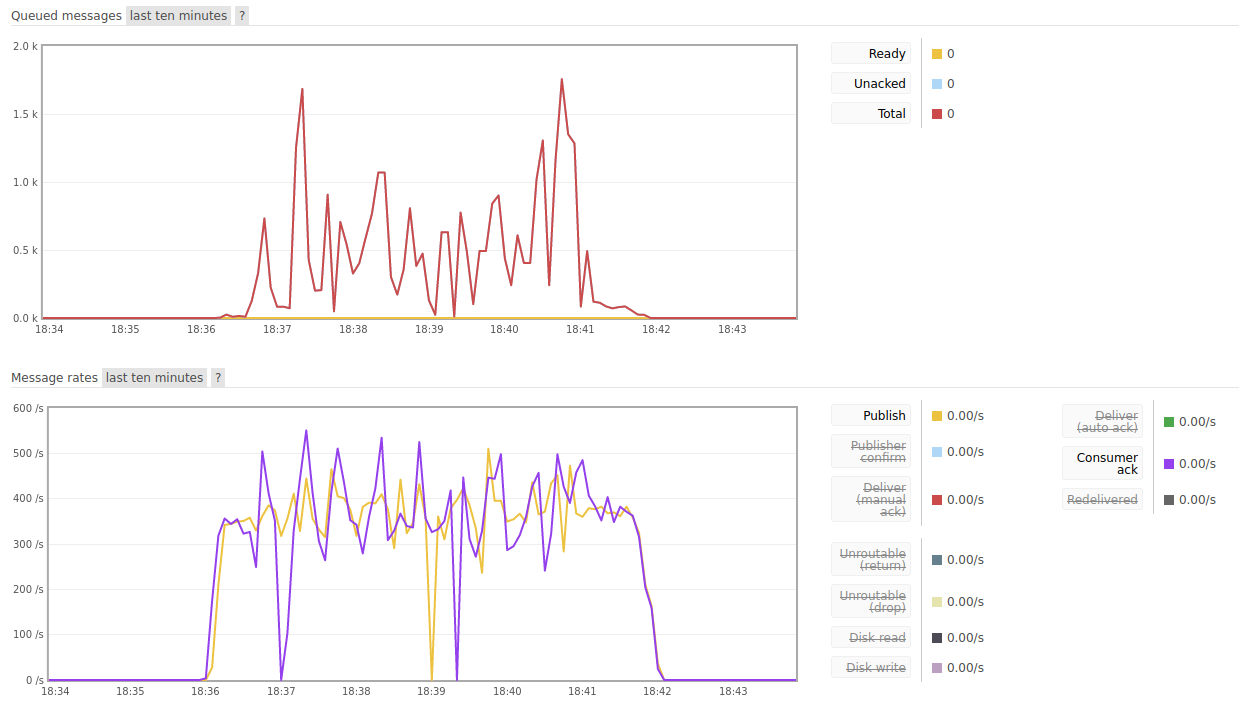 Queued messages last ten minutes ?
2.0 k
1.5 k
1.0 k
0.5 k
0.0 k
18:34 18:35 18:36 18:37 18:38 18:39 18:40 18:41 18:42 18:43
Ready 0
Unacked 0
Total 0
Message rates last ten minutes ?
600 /s
500 /s
400 /s
300 /s
200 /s
100 /s
0 /s
18:34 18:35 18:36 18:37 18:38 18:39 18:40 18:41 18:42 18:43
Publish 0.00/s
Publisher
confirm 0.00/s
Deliver
(manual
ack) 0.00/s
Unroutable
(return) 0.00/s
Unroutable
(drop) 0.00/s
Disk read 0.00/s
Disk write 0.00/s
Deliver
(auto ack) 0.00/s
Consumer
ack 0.00/s
Redelivered 0.00/s